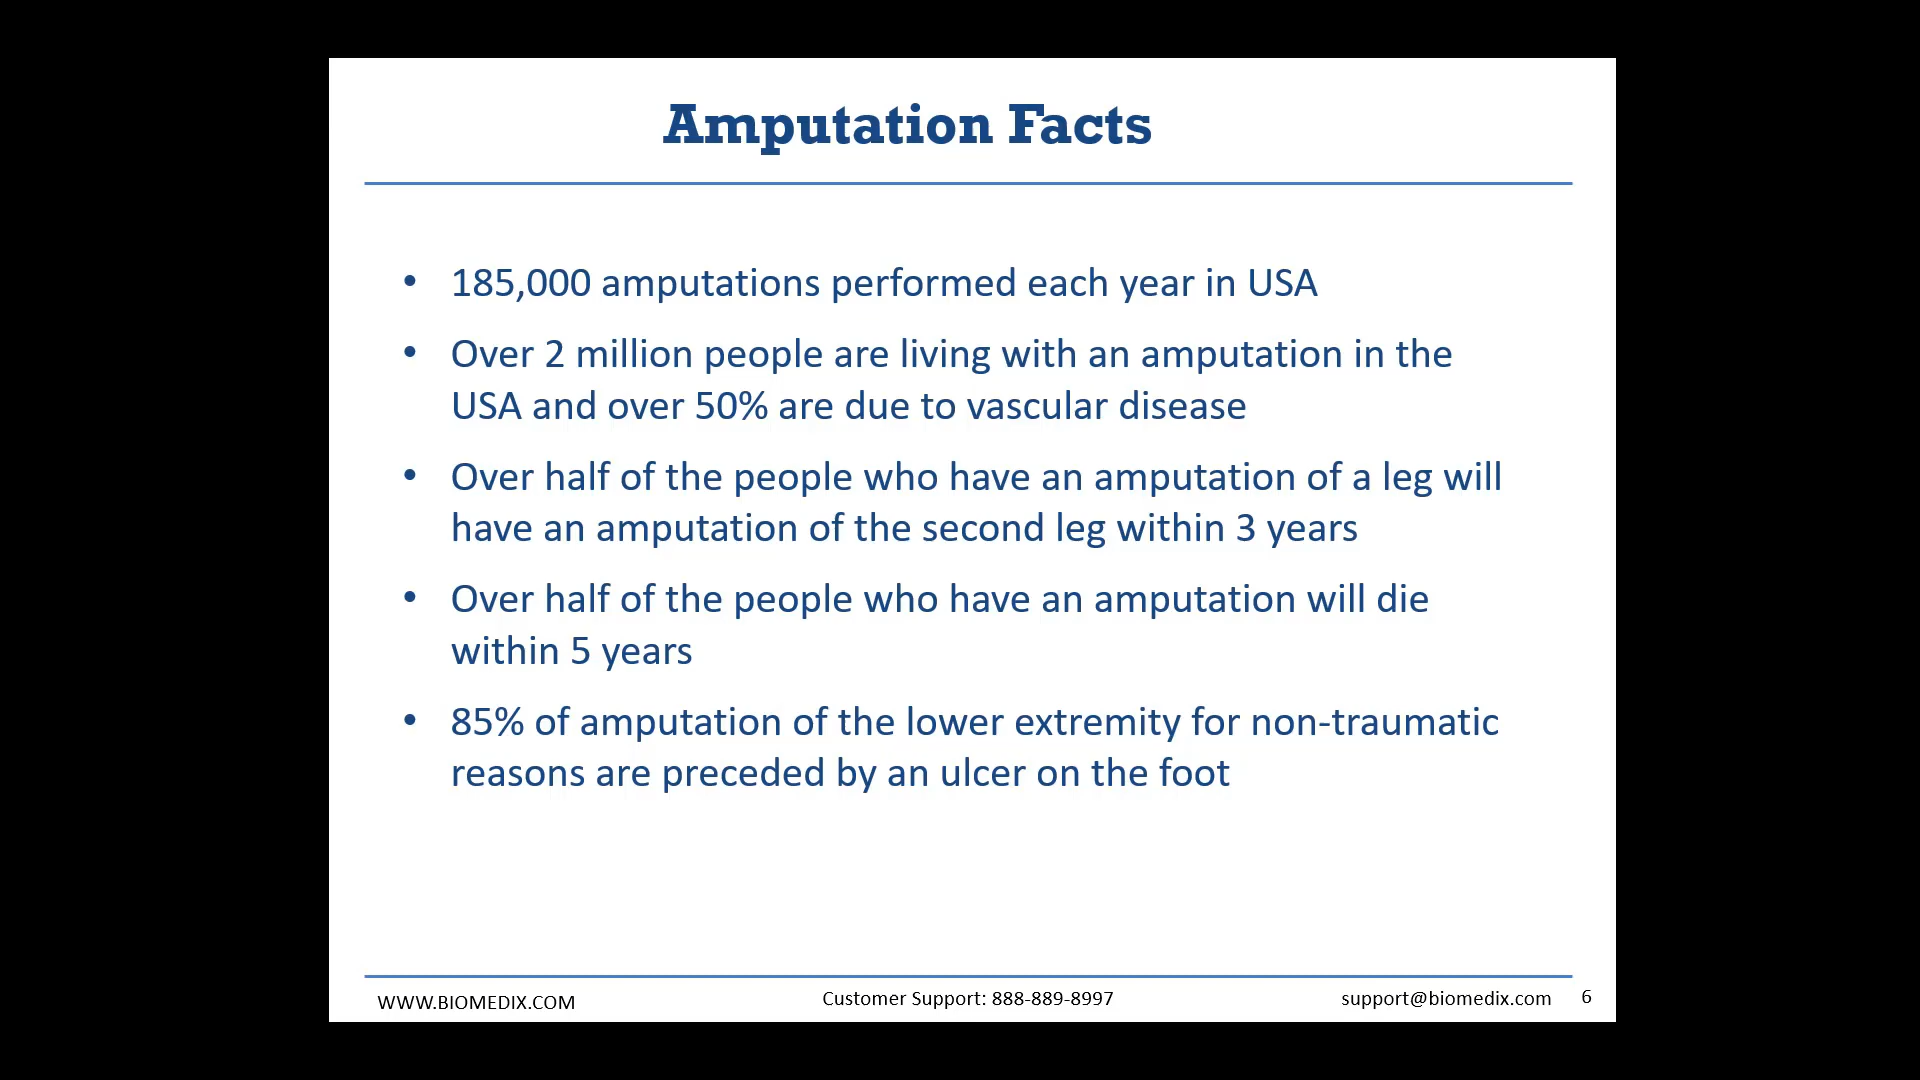 Amputation Facts
• 185,000 amputations performed each year in USA
• Over 2 million people are living with an amputation in the
USA and over 50% are due to vascular disease
• Over half of the people who have an amputation of a leg will
have an amputation of the second leg within 3 years
• Over half of the people who have an amputation will die
within 5 years
• 85% of amputation of the lower extremity for non-traumatic
reasons are preceded by an ulcer on the foot
WWW.BIOMEDIX.COM
Customer Support: 888-889-8997
support@biomedix.com
6